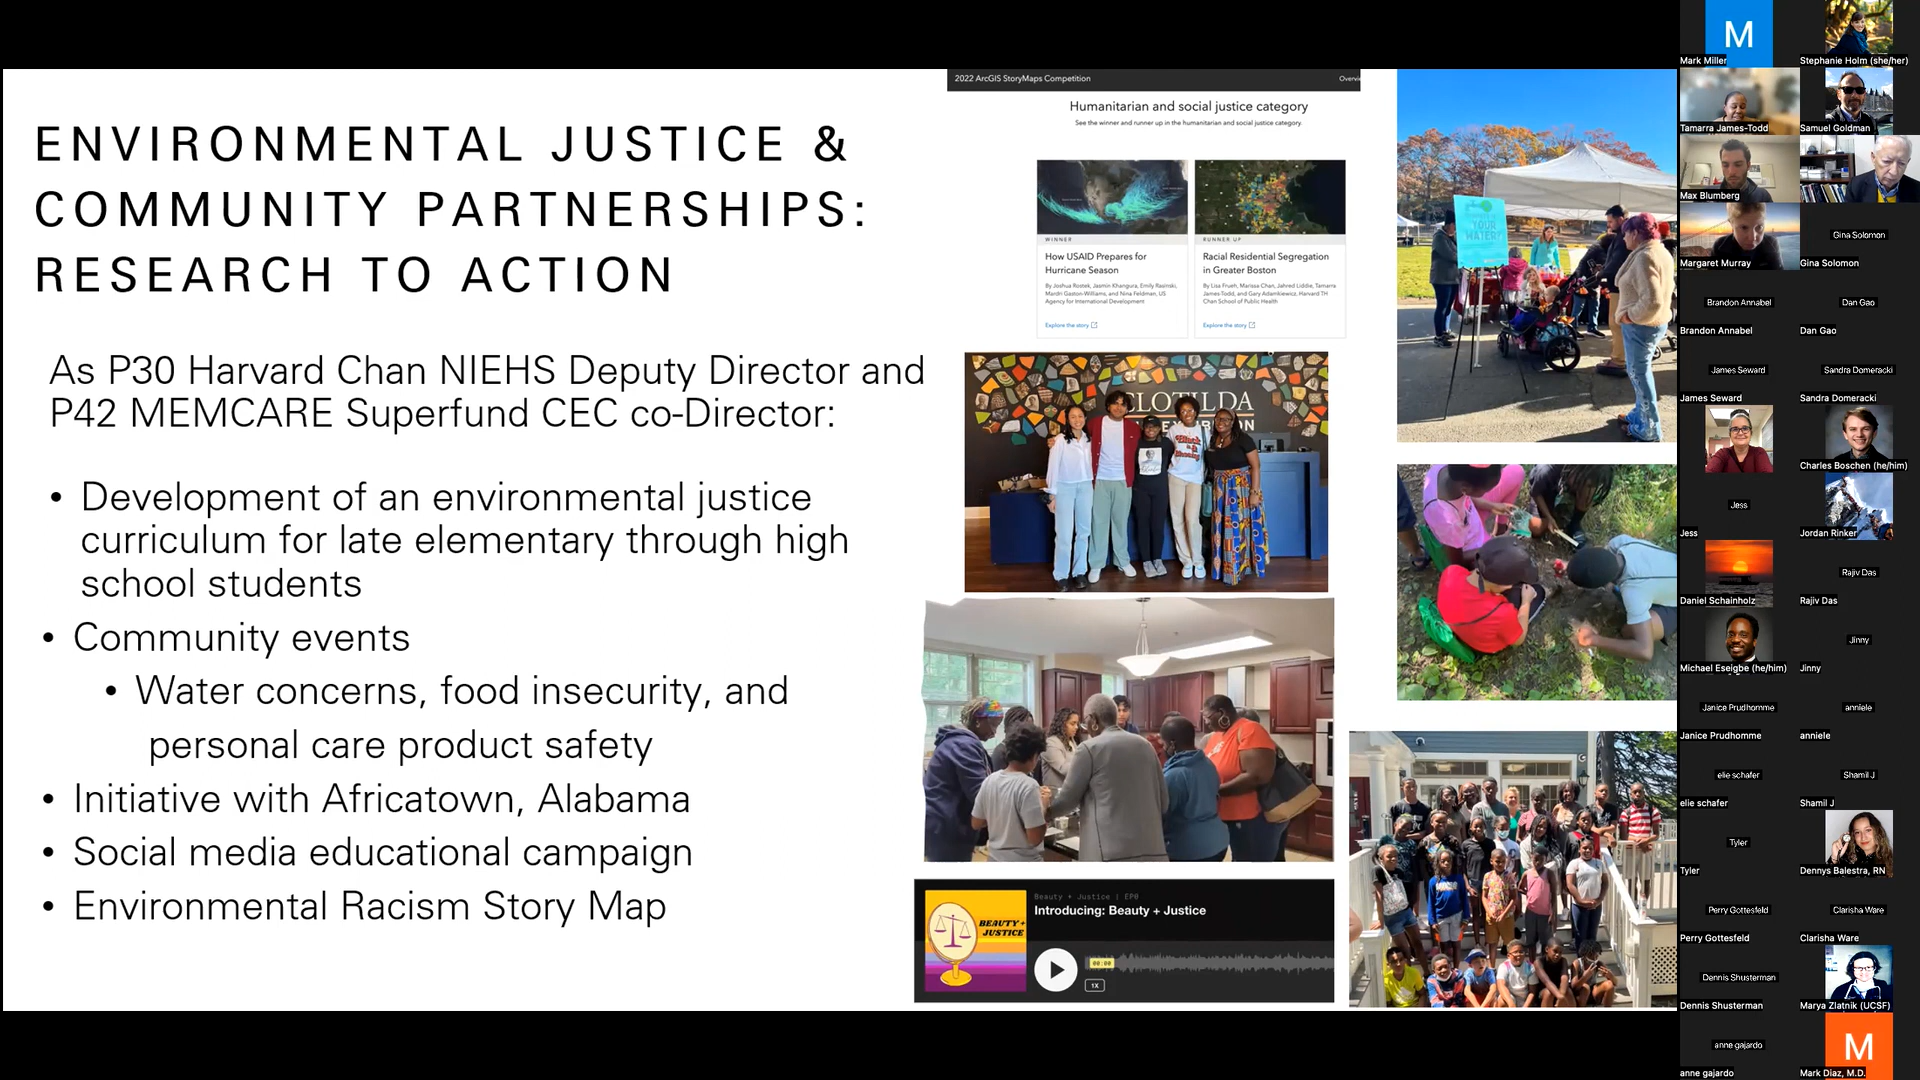 ENVIRONMENTAL JUSTICE &
COMMUNITY PARTNERSHIPS:
RESEARCH TO ACTION
As P30 Harvard Chan NIEHS Deputy Director and
P42 MEMCARE Superfund CEC co-Director:
• Development of an environmental justice
curriculum for late elementary through high
school students
• Community events
• Water concerns, food insecurity, and
personal care product safety
• Initiative with Africatown, Alabama
• Social media educational campaign
• Environmental Racism Story Map
2022 ArcGIS StoryMaps Competition
Humanitarian and social justice category
See the winner and runner up in the humanitarian and social justice category.
WINNER
How USAID Prepares for
Hurricane Season
By Joshua Rostek, Jasmin Khangura, Emily Rasinski,
Mardri Gaston-Williams, and Nina Feldman, US
Agency for International Development
Explore the story
RUNNER UP
Racial Residential Segregation
in Greater Boston
By Lisa Frueh, Marissa Chan, Jahred Liddie, Tamarra
James-Todd, and Gary Adamkiewicz, Harvard TH
Chan School of Public Health
Explore the story
YOUR
WATER?
CLOTILDA
BEAUTY+
JUSTICE
Beauty + Justice | EP0
Introducing: Beauty + Justice
00:00
1X
M
Mark Miller
Stephanie Holm (she/her)
Tamarra James-Todd
Samuel Goldman
Max Blumberg
Margaret Murray
Gina Solomon
Gina Solomon
Brandon Annabel
Dan Gao
Brandon Annabel
Dan Gao
James Seward
Sandra Domeracki
James Seward
Sandra Domeracki
Charles Boschen (he/him)
Jess
Jess
Jordan Rinker
Rajiv Das
Daniel Schainholz
Rajiv Das
Jinny
Michael Eseigbe (he/him)
Jinny
Janice Prudhomme
anniele
Janice Prudhomme
anniele
elie schafer
Shamil J
elie schafer
Shamil J
Tyler
Tyler
Dennys Balestra, RN
Perry Gottesfeld
Clarisha Ware
Perry Gottesfeld
Clarisha Ware
Dennis Shusterman
Dennis Shusterman
Marya Zlatnik (UCSF)
anne gajardo
M
anne gajardo
Mark Diaz, M.D.